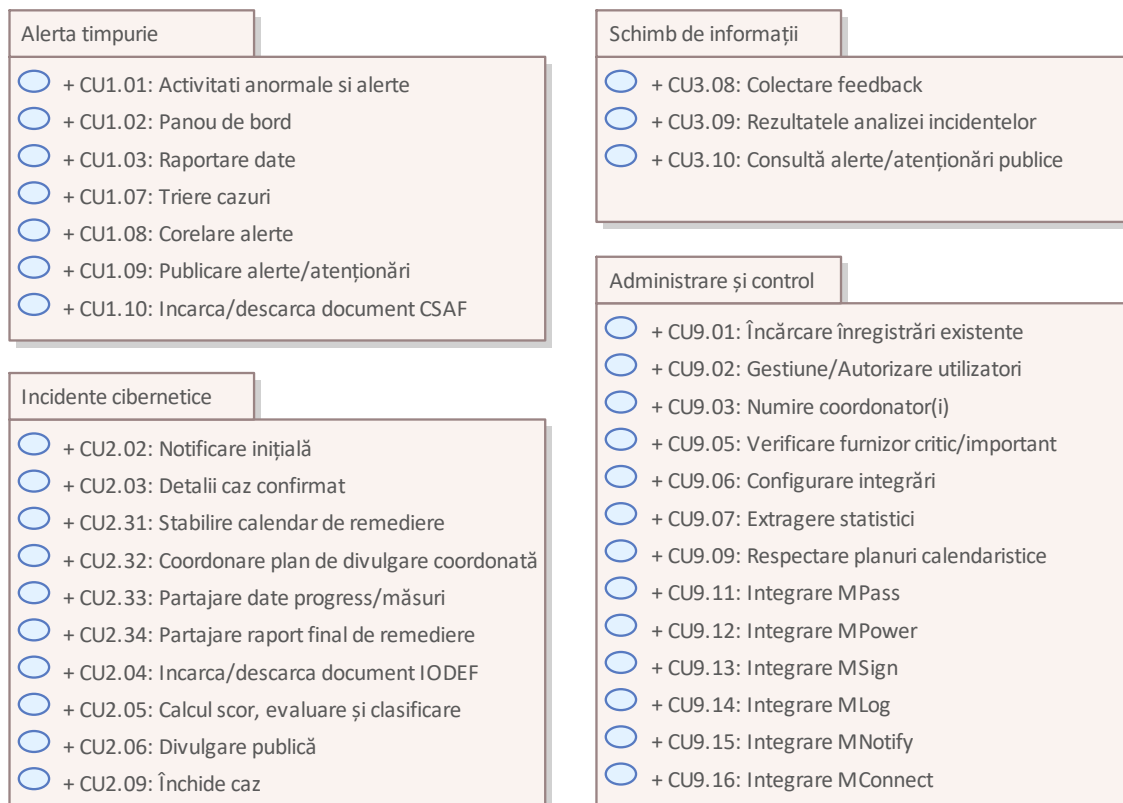 Alerta timpurie
+ CU1.01: Activitati anormale si alerte
+ CU1.02: Panou de bord
+ CU1.03: Raportare date
+ CU1.07: Triere cazuri
+ CU1.08: Corelare alerte
+ CU1.09: Publicare alerte/atenționări
+ CU1.10: Incarca/descarca document CSAF
Incidente cibernetice
+ CU2.02: Notificare inițială
+ CU2.03: Detalii caz confirmat
+ CU2.31: Stabilire calendar de remediere
+ CU2.32: Coordonare plan de divulgare coordonată
+ CU2.33: Partajare date progress/măsuri
+ CU2.34: Partajare raport final de remediere
+ CU2.04: Incarca/descarca document IODEF
+ CU2.05: Calcul scor, evaluare și clasificare
+ CU2.06: Divulgare publică
+ CU2.09: Închide caz
Schimb de informații
+ CU3.08: Colectare feedback
+ CU3.09: Rezultatele analizei incidentelor
+ CU3.10: Consultă alerte/atenționări publice
Administrare și control
+ CU9.01: Încărcare înregistrări existente
+ CU9.02: Gestiune/Autorizare utilizatori
+ CU9.03: Numire coordonator(i)
+ CU9.05: Verificare furnizor critic/important
+ CU9.06: Configurare integrări
+ CU9.07: Extragere statistici
+ CU9.09: Respectare planuri calendaristice
+ CU9.11: Integrare MPass
+ CU9.12: Integrare MPower
+ CU9.13: Integrare MSign
+ CU9.14: Integrare MLog
+ CU9.15: Integrare MNotify
+ CU9.16: Integrare MConnect